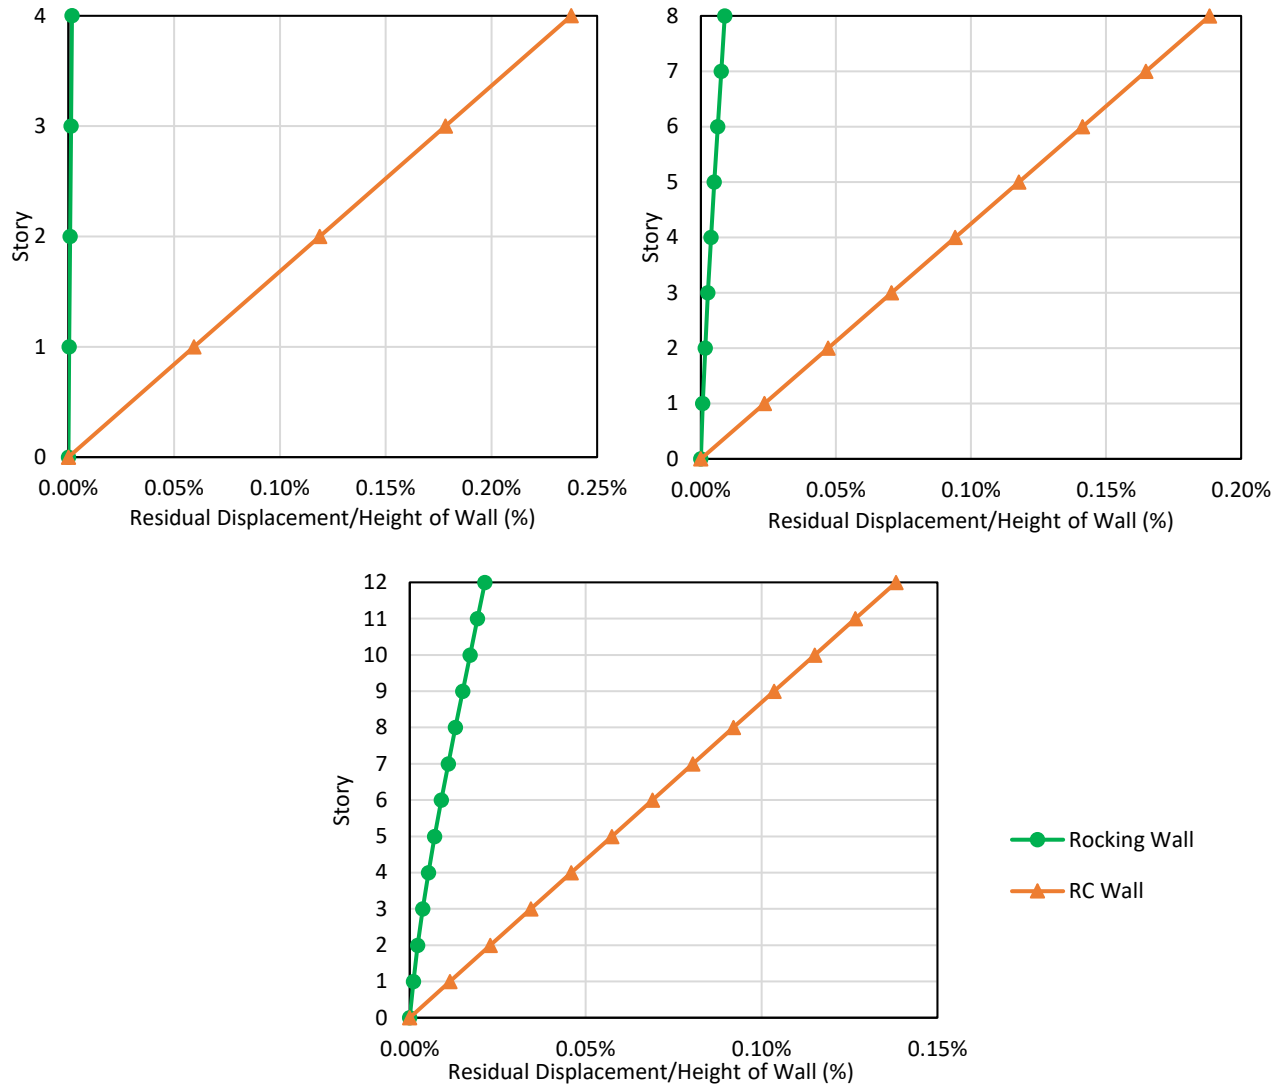 4
3
2
1
0
Story
0.00% 0.05% 0.10% 0.15% 0.20% 0.25%
Residual Displacement/Height of Wall (%)
8
7
6
5
4
3
2
1
0
Story
0.00% 0.05% 0.10% 0.15% 0.20%
Residual Displacement/Height of Wall (%)
12
11
10
9
8
7
6
5
4
3
2
1
0
Story
0.00% 0.05% 0.10% 0.15%
Residual Displacement/Height of Wall (%)
Rocking Wall
RC Wall